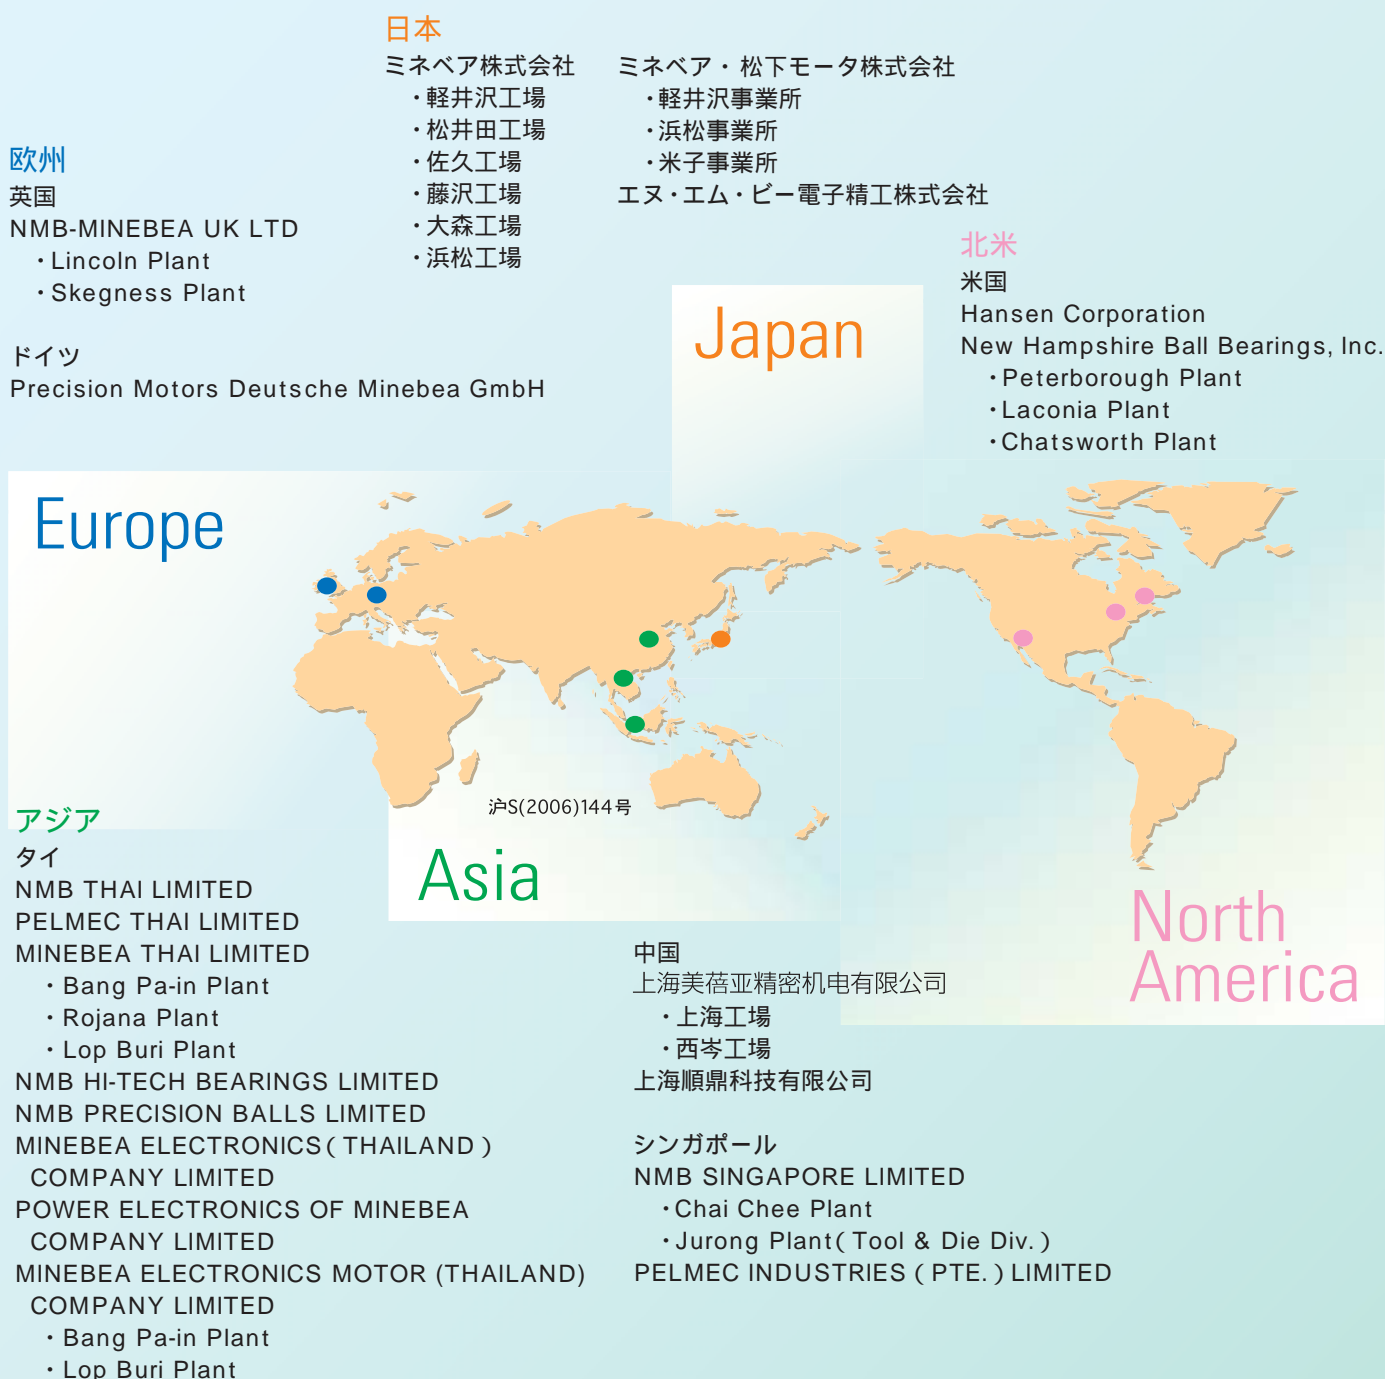 日本
ミネベア株式会社
・軽井沢工場
・松井田工場
・佐久工場
・藤沢工場
・大森工場
・浜松工場
ミネベア・松下モータ株式会社
・軽井沢事業所
・浜松事業所
・米子事業所
エヌ・エム・ビー電子精工株式会社
欧州
英国
NMB-MINEBEA UK LTD
・Lincoln Plant
・Skegness Plant
ドイツ
Precision Motors Deutsche Minebea GmbH
北米
米国
Hansen Corporation
New Hampshire Ball Bearings, Inc.
・Peterborough Plant
・Laconia Plant
・Chatsworth Plant
Japan
Europe
沪S(2006)144号
Asia
North
America
アジア
タイ
NMB THAI LIMITED
PELMEC THAI LIMITED
MINEBEA THAI LIMITED
・Bang Pa-in Plant
・Rojana Plant
・Lop Buri Plant
NMB HI-TECH BEARINGS LIMITED
NMB PRECISION BALLS LIMITED
MINEBEA ELECTRONICS（THAILAND）
COMPANY LIMITED
POWER ELECTRONICS OF MINEBEA
COMPANY LIMITED
MINEBEA ELECTRONICS MOTOR (THAILAND)
COMPANY LIMITED
・Bang Pa-in Plant
・Lop Buri Plant
中国
上海美蓓亚精密机电有限公司
・上海工場
・西岑工場
上海順鼎科技有限公司
シンガポール
NMB SINGAPORE LIMITED
・Chai Chee Plant
・Jurong Plant（Tool & Die Div.）
PELMEC INDUSTRIES（PTE.）LIMITED